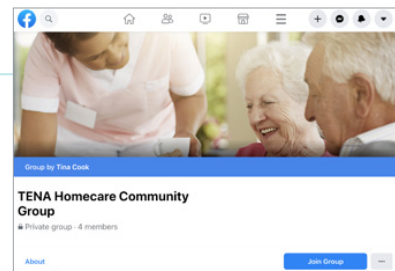 Group by Tina Cook
TENA Homecare Community
Group
Private group · 4 members
About
Join Group